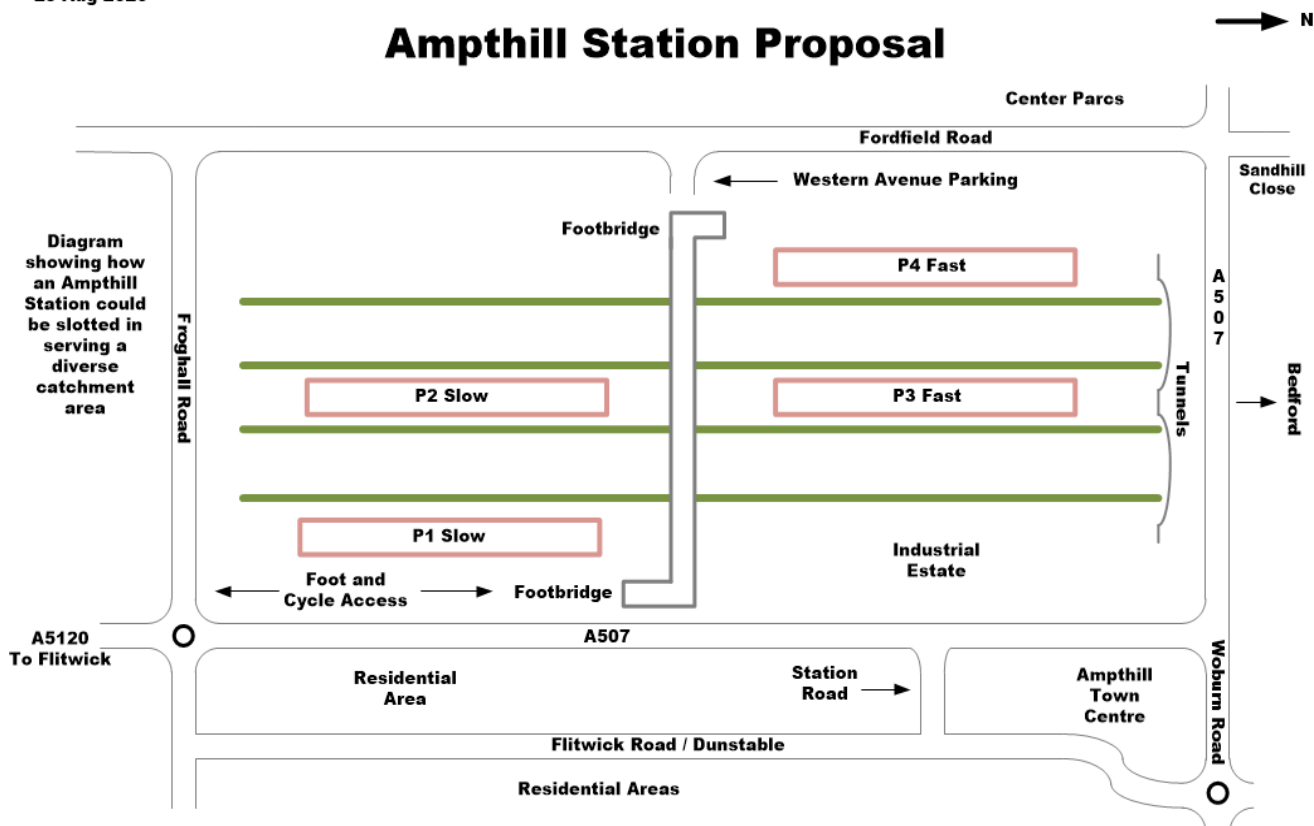 Aug
N
Ampthill Station Proposal
Center Parcs
Fordfield Road
Sandhill
Close
Western Avenue Parking
Footbridge
Diagram
showing how
an Ampthill
Station could
be slotted in
serving a
diverse
catchment
area
P4 Fast
A
5
0
7
Froghall Road
P2 Slow
P3 Fast
Tunnels
Bedford
P1 Slow
Industrial
Estate
Foot and
Cycle Access
Footbridge
A5120
To Flitwick
A507
Residential
Area
Station
Road
Ampthill
Town
Centre
Woburn Road
Flitwick Road / Dunstable
Residential Areas